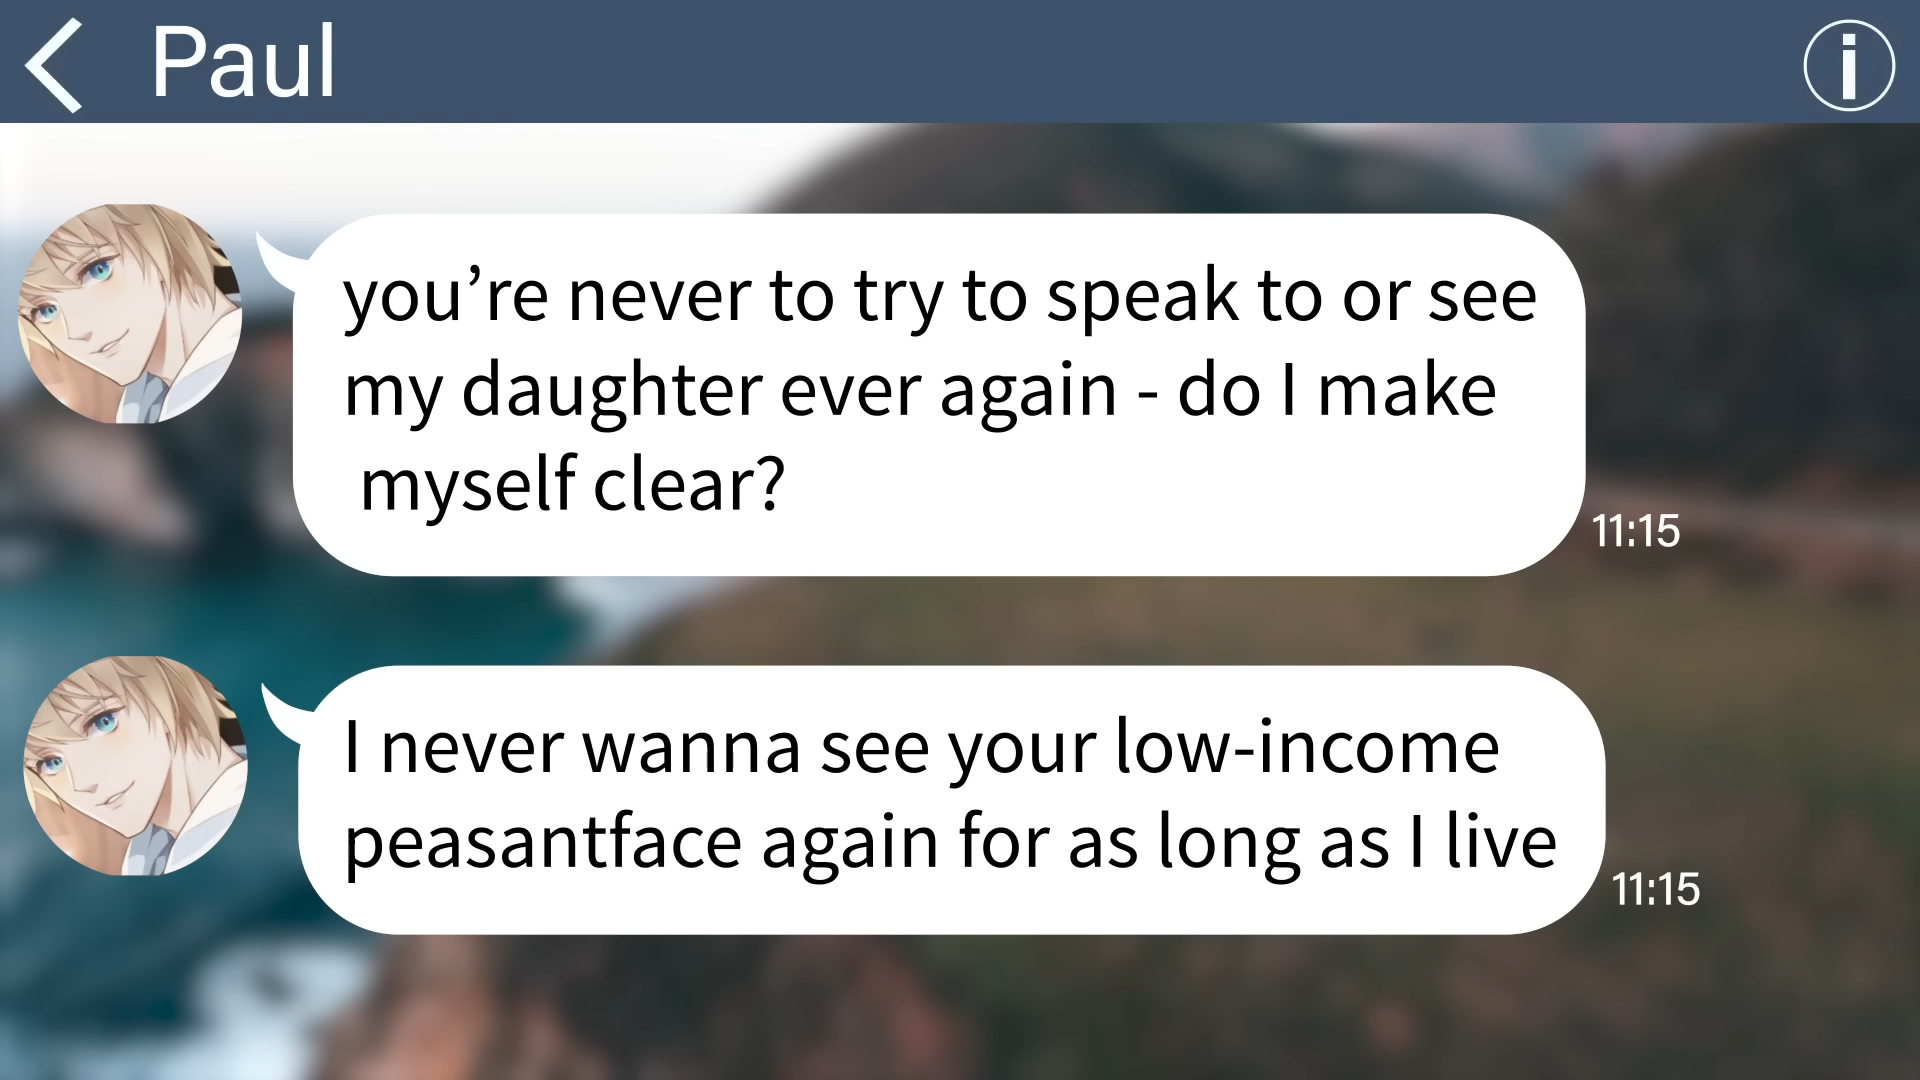 Paul
you’re never to try to speak to or see
my daughter ever again - do I make
myself clear?
11:15
I never wanna see your low-income
peasantface again for as long as I live
11:15